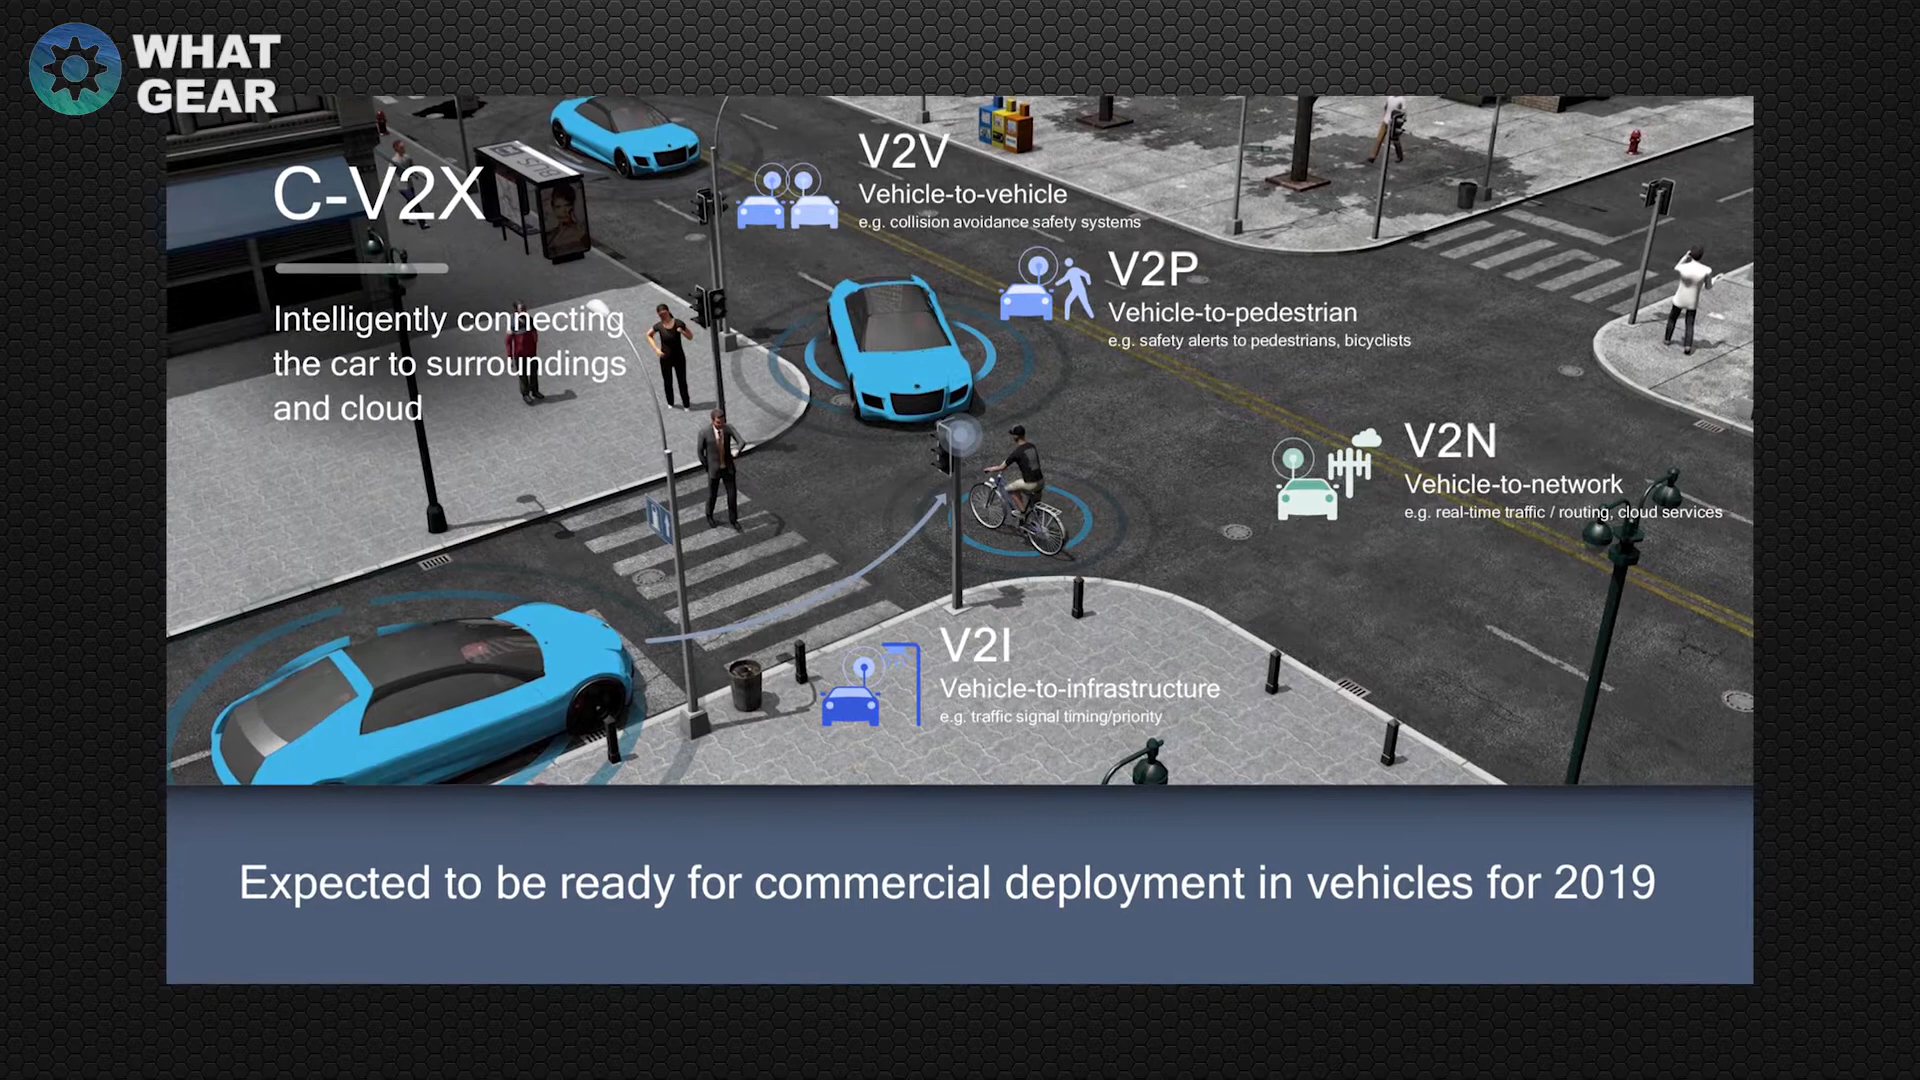 WHAT
GEAR
C-V2X
Intelligently connecting
the car to surroundings
and cloud
V2V
Vehicle-to-vehicle
e.g. collision avoidance safety systems
V2P
Vehicle-to-pedestrian
e.g. safety alerts to pedestrians, bicyclists
V2N
Vehicle-to-network
e.g. real-time traffic / routing, cloud services
V2I
Vehicle-to-infrastructure
e.g. traffic signal timing/priority
Expected to be ready for commercial deployment in vehicles for 2019